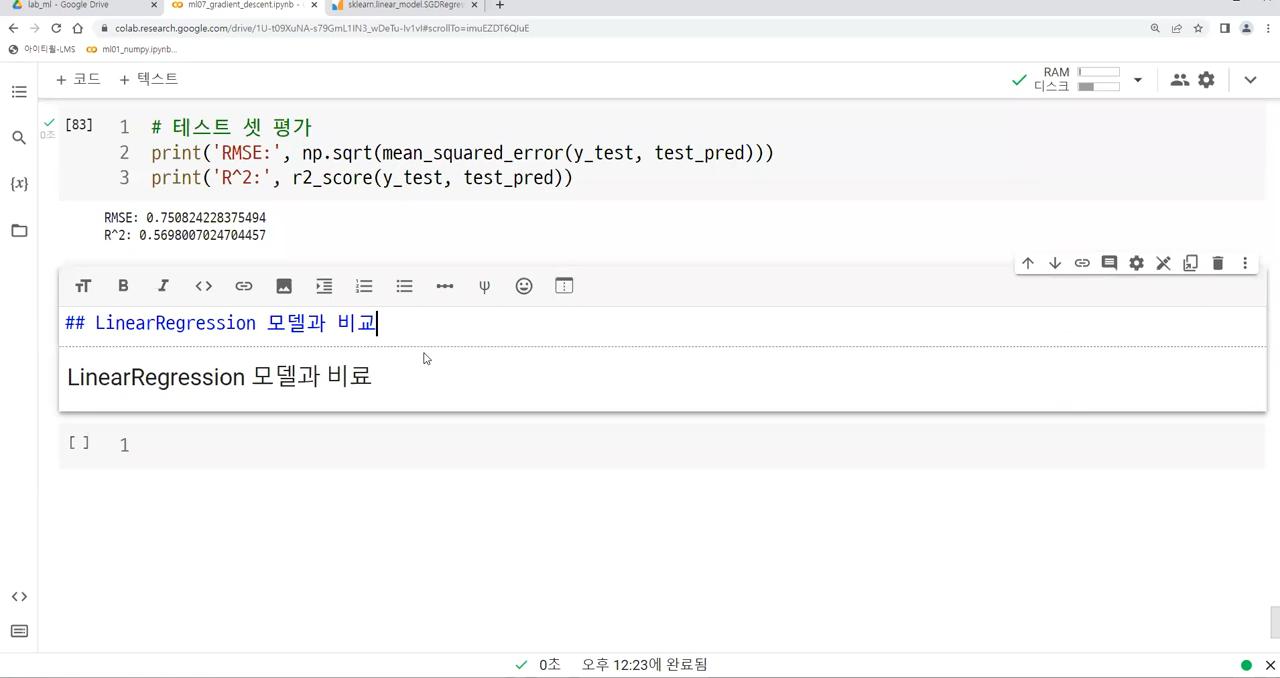 lab_ml - Google Drive
ml07_gradient_descent.ipynb -
sklearn.linear_model.SGDRegres
colab.research.google.com/drive/1U-t09XuNA-s79GmL1IN3_wDeTu-Iv1vI#scrollTo=imuEZDT6QIuE
아이티윌-LMS
ml01_numpy.ipynb...
+ 코드
+ 텍스트
RAM
디스크
0초
[83]
1 # 테스트 셋 평가
2 print('RMSE:', np.sqrt(mean_squared_error(y_test, test_pred)))
3 print('R^2:', r2_score(y_test, test_pred))
RMSE: 0.750824228375494
R^2: 0.5698007024704457
## LinearRegression 모델과 비교
LinearRegression 모델과 비료
[ ] 1
0초 오후 12:23에 완료됨